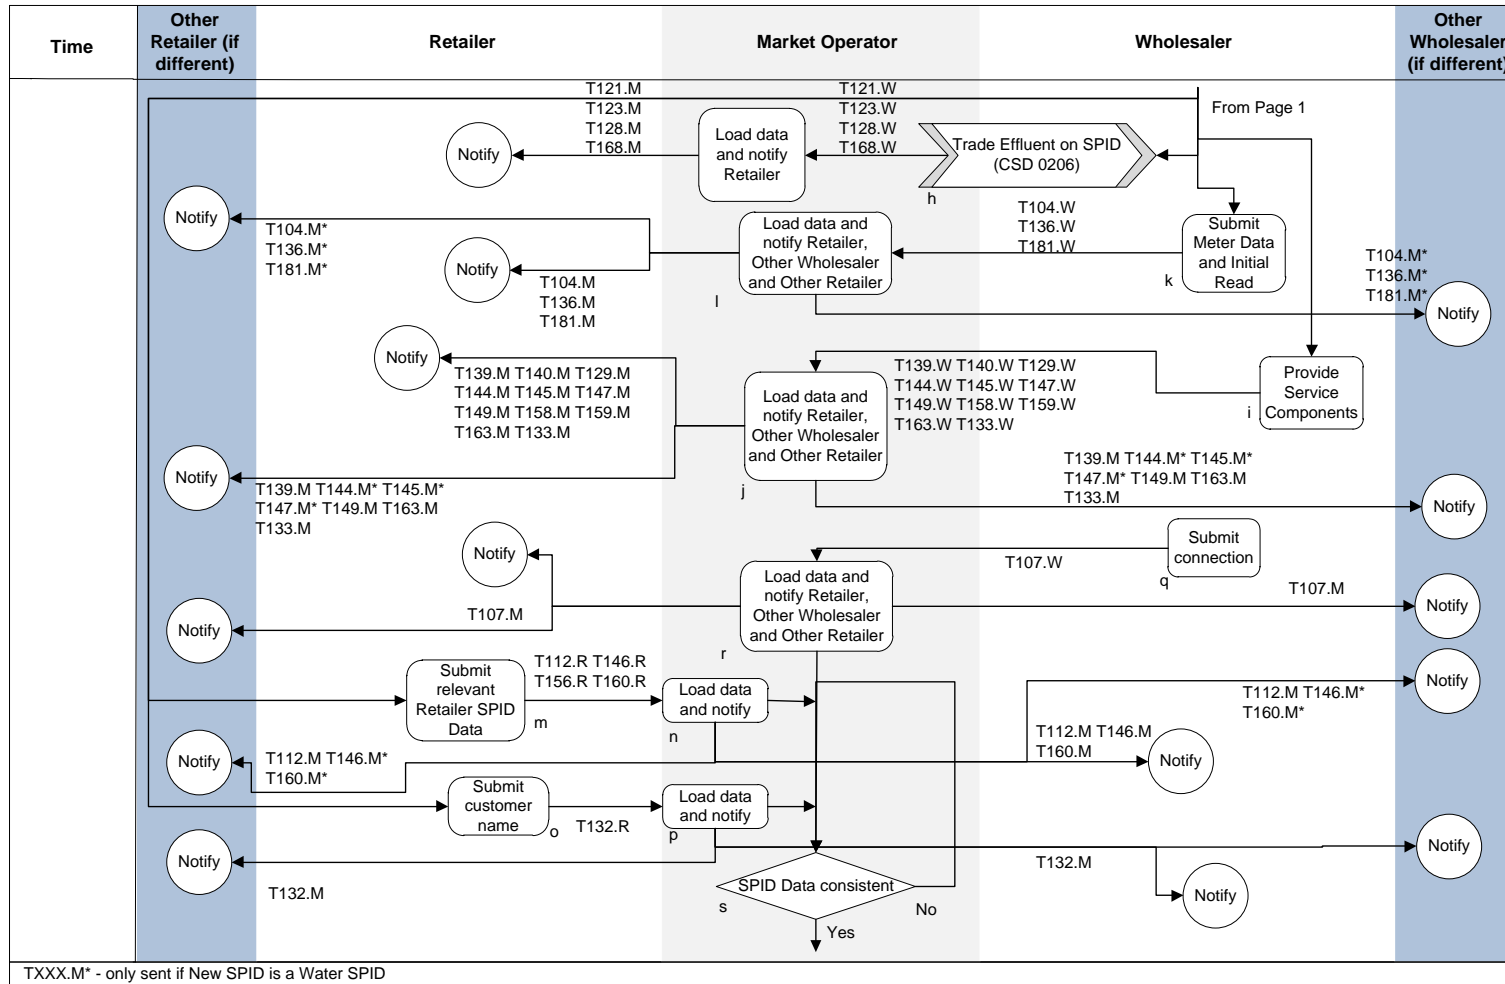 Time
Other
Retailer (if
different)
Retailer
Market Operator
Wholesaler
Other
Wholesaler
(if different)
From Page 1
T121.M
T123.M
T128.M
T168.M
T121.W
T123.W
T128.W
T168.W
Notify
Load data
and notify
Retailer
Trade Effluent on SPID
(CSD 0206)
h
Notify
T104.M*
T136.M*
T181.M*
Notify
T104.M
T136.M
T181.M
Load data and
notify Retailer,
Other Wholesaler
and Other Retailer
l
T104.W
T136.W
T181.W
Submit
Meter Data
and Initial
Read
k
T104.M*
T136.M*
T181.M*
Notify
Notify
T139.M T140.M T129.M
T144.M T145.M T147.M
T149.M T158.M T159.M
T163.M T133.M
Load data and
notify Retailer,
Other Wholesaler
and Other Retailer
j
T139.W T140.W T129.W
T144.W T145.W T147.W
T149.W T158.W T159.W
T163.W T133.W
Provide
Service
Components
i
Notify
T139.M T144.M* T145.M*
T147.M* T149.M T163.M
T133.M
T139.M T144.M* T145.M*
T147.M* T149.M T163.M
T133.M
Notify
Notify
Submit
connection
q
T107.W
Load data and
notify Retailer,
Other Wholesaler
and Other Retailer
r
T107.M
Notify
Notify
T107.M
Submit
relevant
Retailer SPID
Data
m
T112.R T146.R
T156.R T160.R
Load data
and notify
n
T112.M T146.M*
T160.M*
Notify
T112.M T146.M
T160.M
Notify
Notify
T112.M T146.M*
T160.M*
Submit
customer
name
o
T132.R
Load data
and notify
p
Notify
T132.M
T132.M
Notify
Notify
SPID Data consistent
s
No
Yes
TXXX.M* - only sent if New SPID is a Water SPID